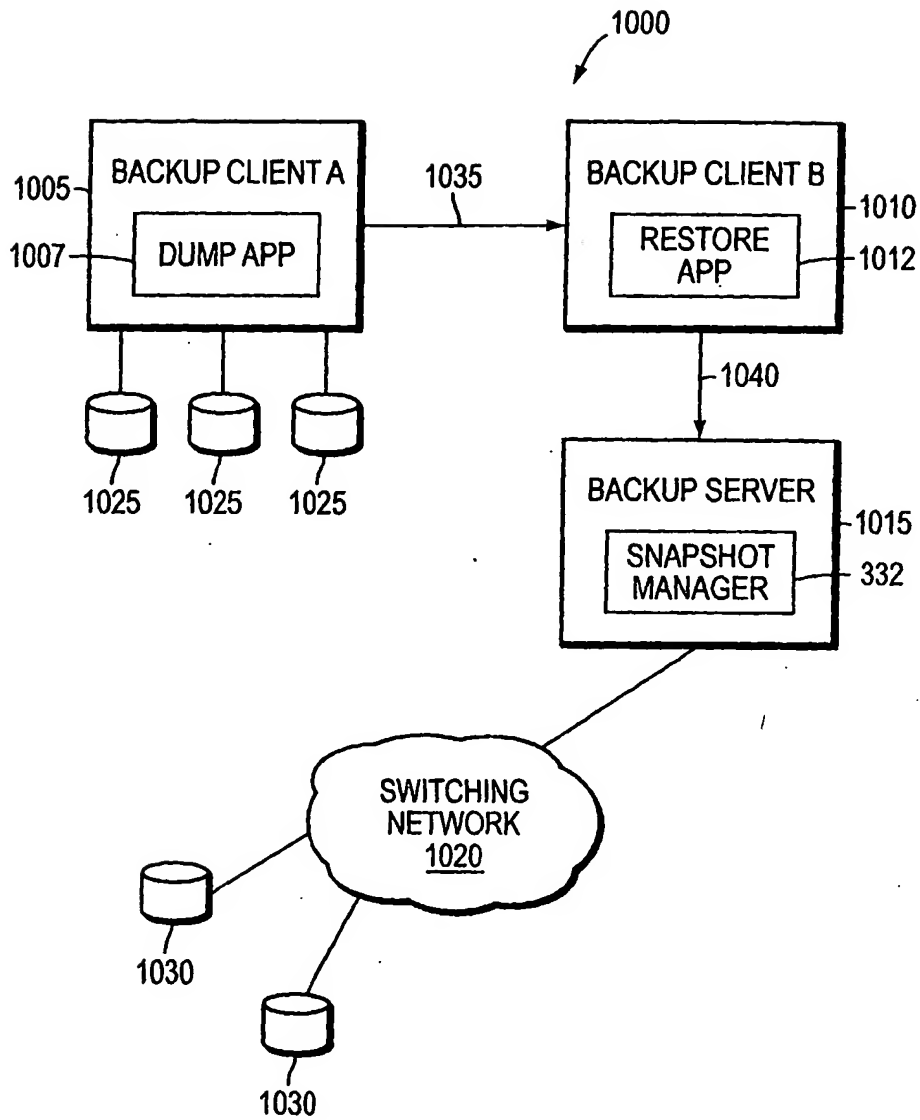 1000
BACKUP CLIENT A
1005
1007
DUMP APP
1035
BACKUP CLIENT B
1010
RESTORE
APP
1012
1025
1025
1025
1040
BACKUP SERVER
1015
SNAPSHOT
MANAGER
332
SWITCHING
NETWORK
1020
1030
1030